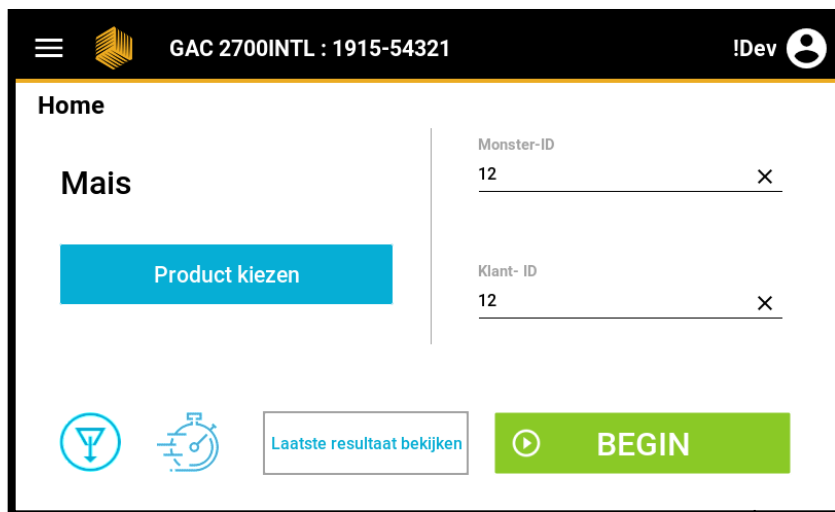 GAC 2700INTL : 1915-54321
!Dev
Home
Mais
Product kiezen
Monster-ID
12
Klant- ID
12
Laatste resultaat bekijken
BEGIN